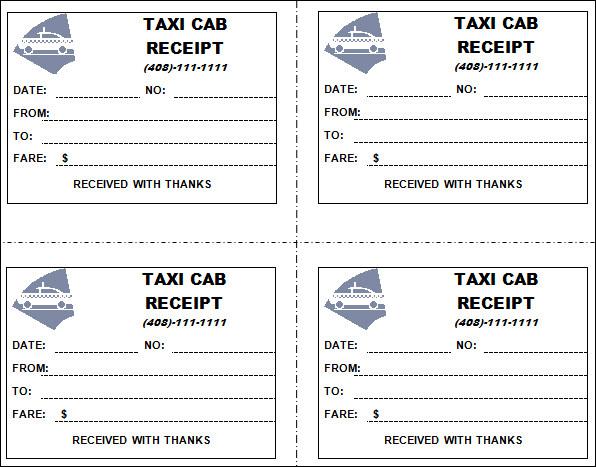 TAXI CAB
RECEIPT
(408)-111-1111
DATE: NO:
FROM:
TO:
FARE: $
RECEIVED WITH THANKS
TAXI CAB
RECEIPT
(408)-111-1111
DATE: NO:
FROM:
TO:
FARE: $
RECEIVED WITH THANKS
TAXI CAB
RECEIPT
(408)-111-1111
DATE: NO:
FROM:
TO:
FARE: $
RECEIVED WITH THANKS
TAXI CAB
RECEIPT
(408)-111-1111
DATE: NO:
FROM:
TO:
FARE: $
RECEIVED WITH THANKS